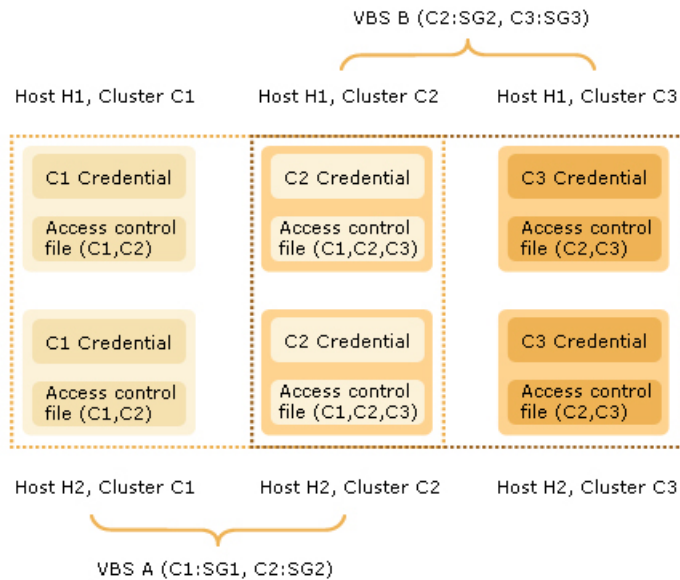 VBS B (C2:SG2, C3:SG3)
Host H1, Cluster C1
Host H1, Cluster C2
Host H1, Cluster C3
C1 Credential
C2 Credential
C3 Credential
Access control
file (C1,C2)
Access control
file (C1,C2,C3)
Access control
file (C2,C3)
C1 Credential
C2 Credential
C3 Credential
Access control
file (C1,C2)
Access control
file (C1,C2,C3)
Access control
file (C2,C3)
Host H2, Cluster C1
Host H2, Cluster C2
Host H2, Cluster C3
VBS A (C1:SG1, C2:SG2)